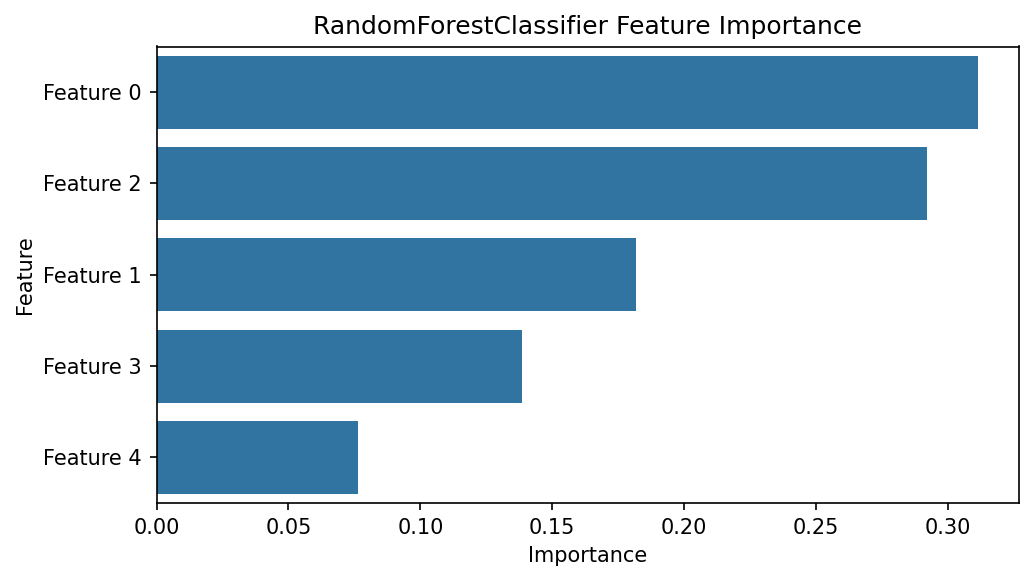 RandomForestClassifier Feature Importance
Feature
Feature 0
Feature 2
Feature 1
Feature 3
Feature 4
0.00 0.05 0.10 0.15 0.20 0.25 0.30
Importance